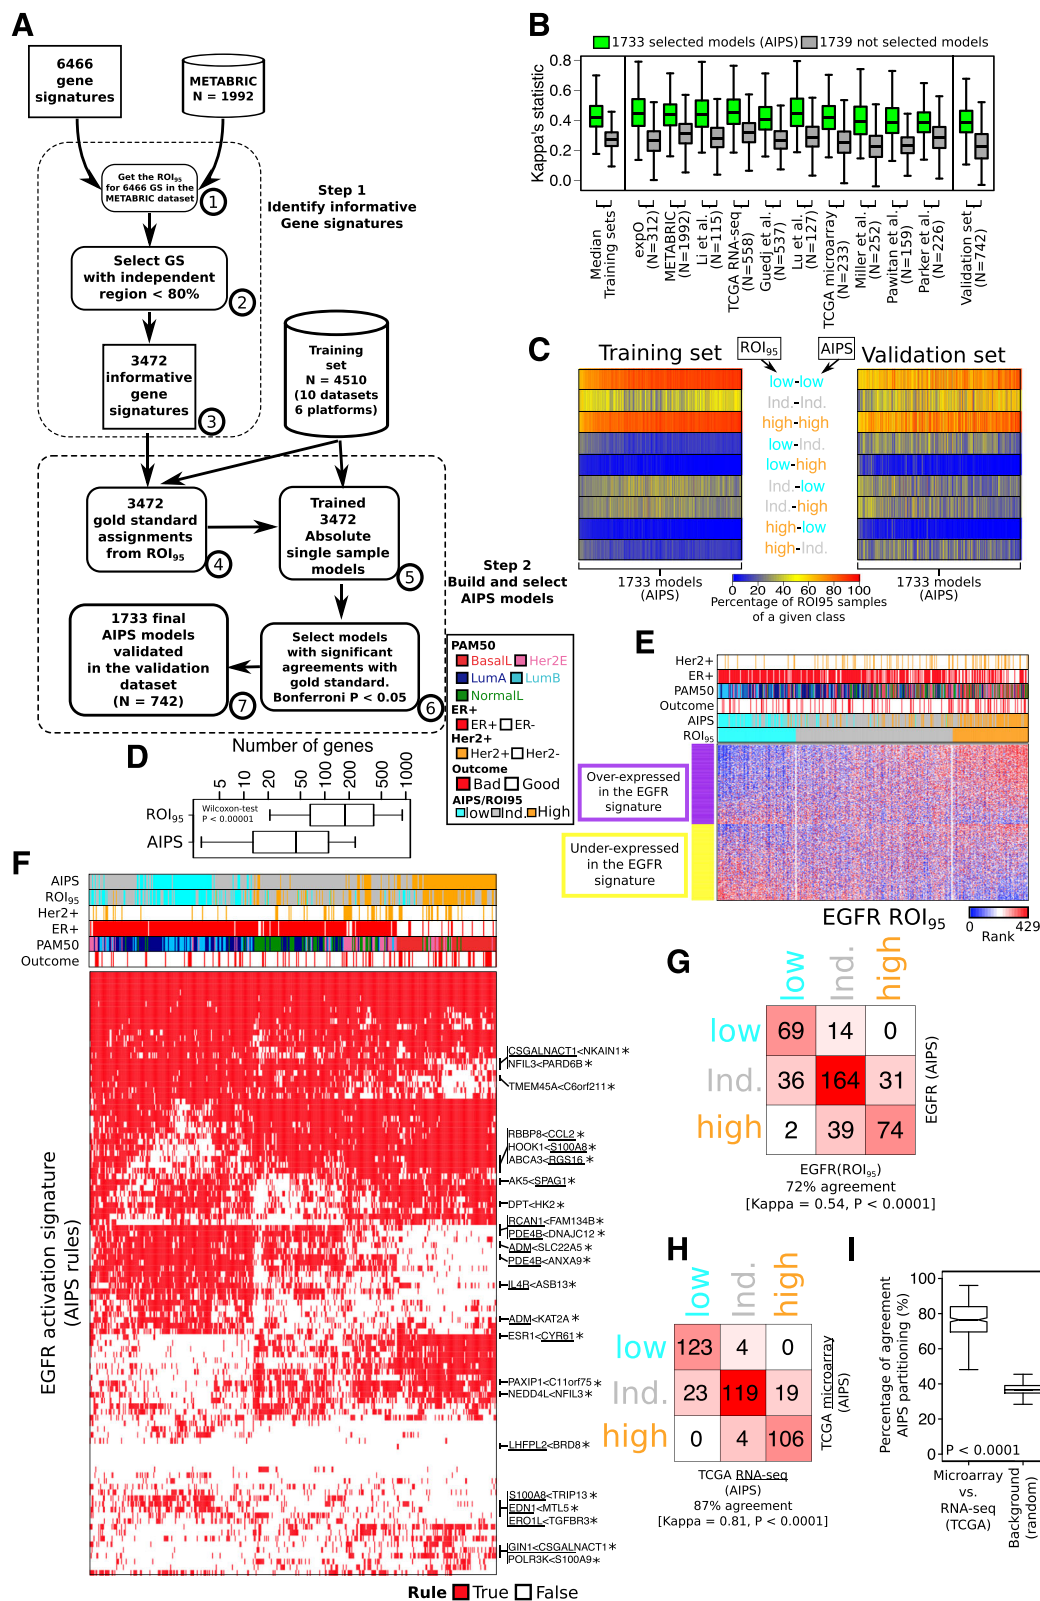 A
6466
gene
signatures
METABRIC
N = 1992
Get the ROI95
for 6466 GS in the
METABRIC dataset
1
Step 1
Identify informative
Gene signatures
Select GS
with independent
region < 80%
2
3472
informative
gene
signatures
3
Training
set
N = 4510
(10 datasets
6 platforms)
3472
gold standard
assignments
from ROI95
4
Trained
3472
Absolute
single sample
models
5
Step 2
Build and select
AIPS models
1733 final
AIPS models
validated
in the validation
dataset
(N = 742)
7
Select models
with significant
agreements with
gold standard.
Bonferroni P < 0.05
6
B
1733 selected models (AIPS)
1739 not selected models
Kappa's statistic
0.8
0.6
0.4
0.2
0.0
Median
Training sets
expO
(N=312)
METABRIC
(N=1992)
Li et al.
(N=115)
TCGA RNA-seq
(N=558)
Guedj et al.
(N=537)
Lu et al.
(N=127)
TCGA microarray
(N=233)
Miller et al.
(N=252)
Pawitan et al.
(N=159)
Parker et al.
(N=226)
Validation set
(N=742)
C
Training set
ROI95
AIPS
Validation set
low-low
Ind.-Ind.
high-high
low-Ind.
low-high
Ind.-low
Ind.-high
high-low
high-Ind.
1733 models
(AIPS)
0 20 40 60 80 100
Percentage of ROI95 samples
of a given class
1733 models
(AIPS)
PAM50
BasalL Her2E
LumA LumB
NormalL
ER+
ER+ ER-
Her2+
Her2+ Her2-
Outcome
Bad Good
AIPS/ROI95
low Ind. High
D
Number of genes
5 10 20 50 100 200 500 1000
ROI95
AIPS
Wilcoxon-test
P < 0.00001
E
Her2+
ER+
PAM50
Outcome
AIPS
ROI95
Over-expressed
in the EGFR
signature
Under-expressed
in the EGFR
signature
EGFR ROI95
0 429
Rank
F
AIPS
ROI95
Her2+
ER+
PAM50
Outcome
EGFR activation signature
(AIPS rules)
CSGALNACT1<NKAIN1*
NFIL3<PARD6B*
TMEM45A<C6orf211*
RBBP8<CCL2*
HOOK1<S100A8*
ABCA3<RGS16*
AK5<SPAG1*
DPT<HK2*
RCAN1<FAM134B*
PDE4B<DNAJC12*
ADM<SLC22A5*
PDE4B<ANXA9*
IL4R<ASB13*
ADM<KAT2A*
ESR1<CYR61*
PAXIP1<C11orf75*
NEDD4L<NFIL3*
LHFPL2<BRD8*
S100A8<TRIP13*
EDN1<MTL5*
ERO1L<TGFBR3*
GIN1<CSGALNACT1*
POLR3K<S100A9*
Rule True False
G
low Ind. high
low 69 14 0
Ind. 36 164 31
high 2 39 74
EGFR (AIPS)
EGFR(ROI95)
72% agreement
[Kappa = 0.54, P < 0.0001]
H
low Ind. high
low 123 4 0
Ind. 23 119 19
high 0 4 106
TCGA microarray
(AIPS)
TCGA RNA-seq
(AIPS)
87% agreement
[Kappa = 0.81, P < 0.0001]
I
Percentage of agreement
AIPS partitioning (%)
100
80
60
40
20
0
P < 0.0001
Microarray
vs.
RNA-seq
(TCGA)
Background
(random)